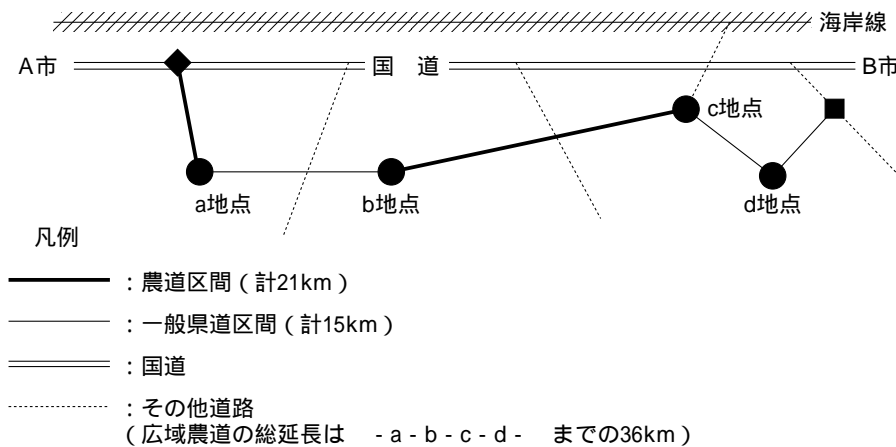 海岸線
A市
国 道
B市
c地点
a地点
b地点
d地点
凡例
:農道区間(計21km)
:一般県道区間(計15km)
:国道
:その他道路
(広域農道の総延長は - a - b - c - d - までの36km)